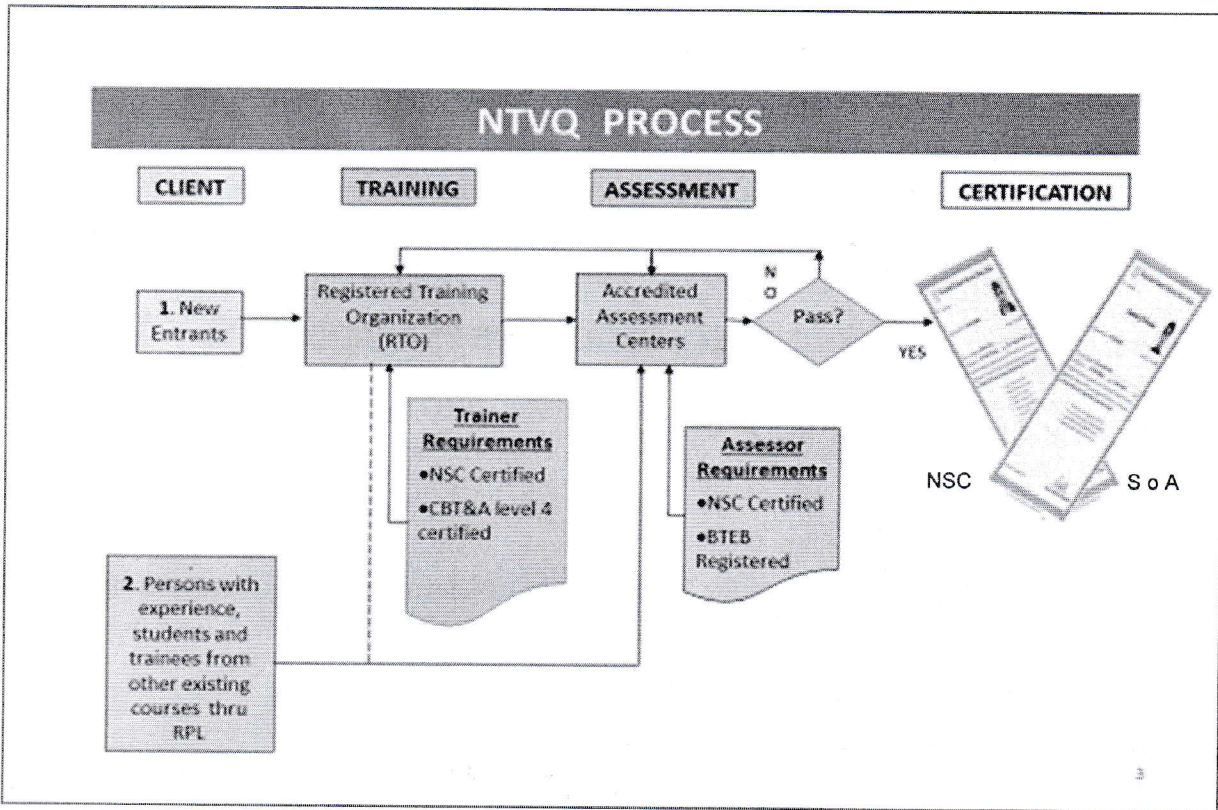 NTVQ PROCESS
CLIENT
TRAINING
ASSESSMENT
CERTIFICATION
1. New
Entrants
Registered Training
Organization
(RTO)
Accredited
Assessment
Centers
N
O
Pass?
YES
Trainer
Requirements
•NSC Certified
•CBT&A level 4
certified
Assessor
Requirements
•NSC Certified
•BTEB
Registered
NSC
S o A
2. Persons with
experience,
students and
trainees from
other existing
courses thru
RPL